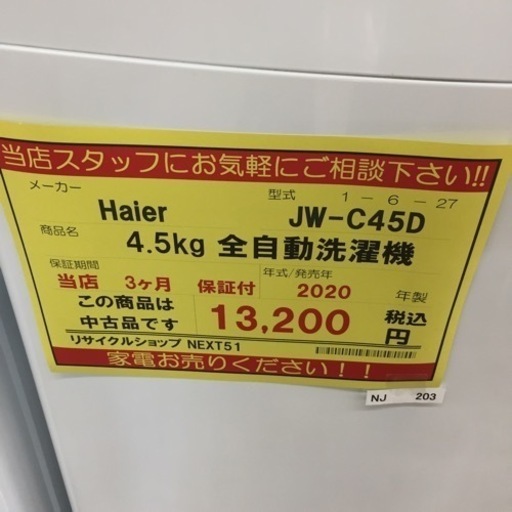 当店スタッフにお気軽にご相談下さい!!
メーカー 型式 1-6-27
Haier JW-C45D
商品名
4.5kg 全自動洗濯機
保証期間 年式/発売年
当店 3ヶ月 保証付 2020 年製
この商品は
中古品です 13,200 税込
円
リサイクルショップ NEXT51
家電お売りください！！
NJ 203